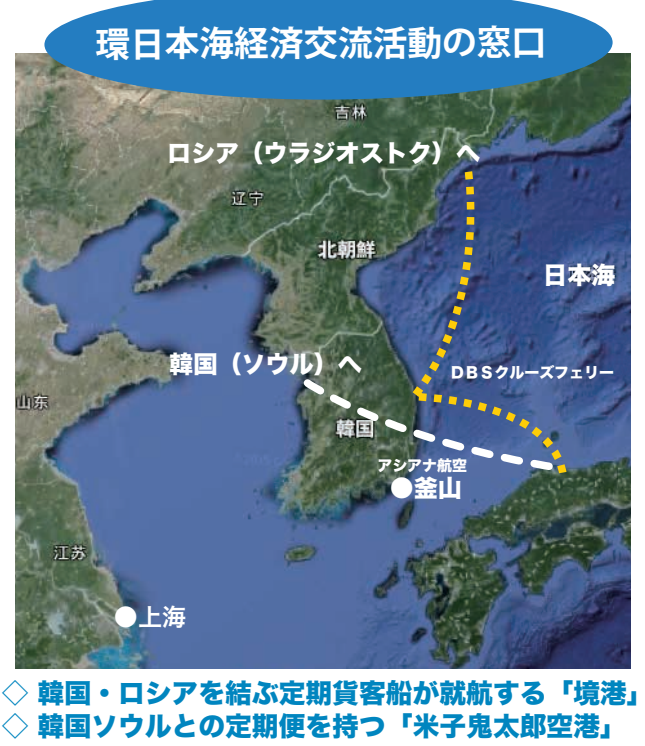 環日本海経済交流活動の窓口
吉林
ロシア（ウラジオストク）へ
辽宁
北朝鮮
日本海
韓国（ソウル）へ
DBSクルーズフェリー
山东
韓国
アシアナ航空
●釜山
江苏
●上海
◇ 韓国・ロシアを結ぶ定期貨客船が就航する「境港」
◇ 韓国ソウルとの定期便を持つ「米子鬼太郎空港」